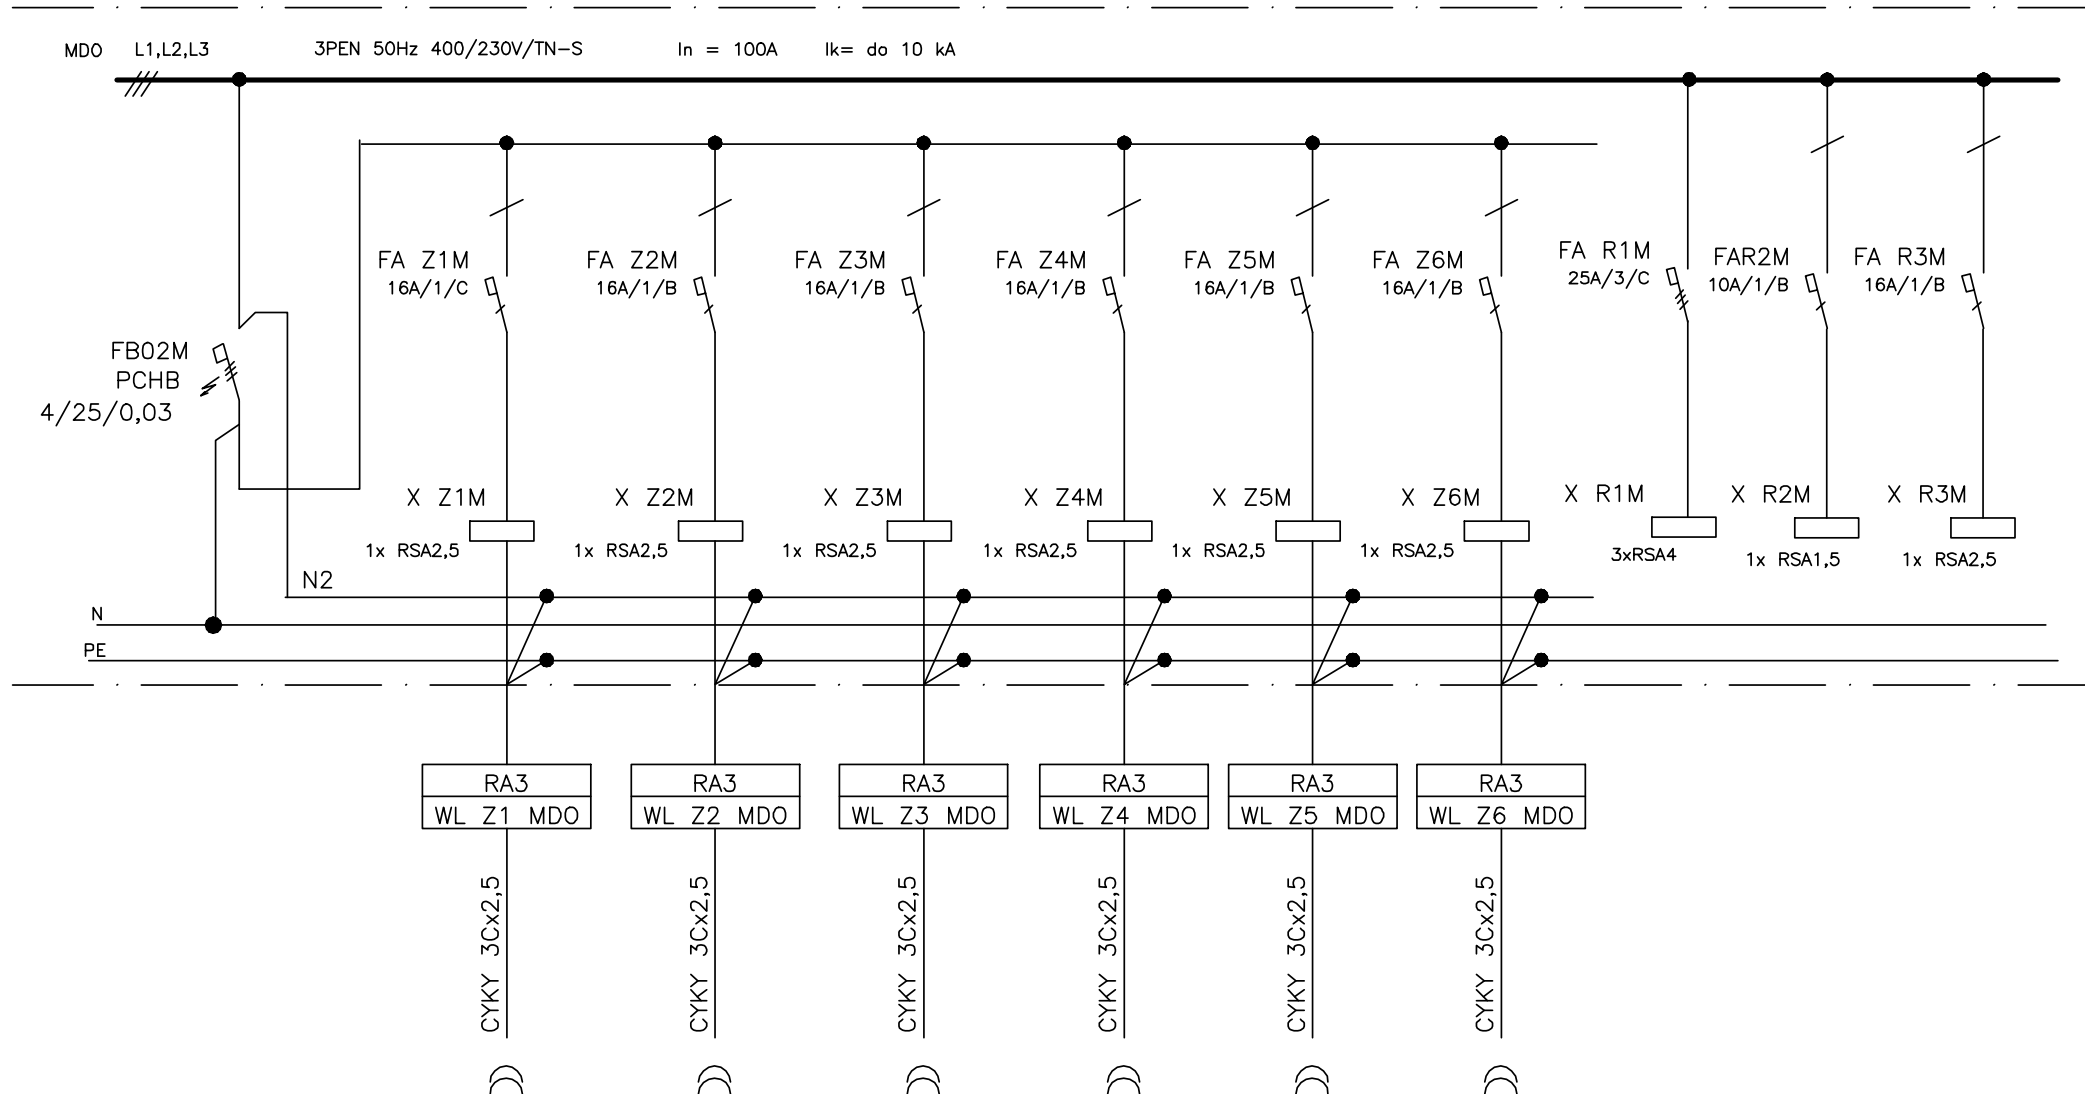 MDO L1,L2,L3 3PEN 50Hz 400/230V/TN-S In = 100A Ik= do 10 kA
FA Z1M
16A/1/C
FA Z2M
16A/1/B
FA Z3M
16A/1/B
FA Z4M
16A/1/B
FA Z5M
16A/1/B
FA Z6M
16A/1/B
FA R1M
25A/3/C
FAR2M
10A/1/B
FA R3M
16A/1/B
FB02M
PCHB
4/25/0,03
X Z1M
1x RSA2,5
X Z2M
1x RSA2,5
X Z3M
1x RSA2,5
X Z4M
1x RSA2,5
X Z5M
1x RSA2,5
X Z6M
1x RSA2,5
X R1M
3xRSA4
X R2M
1x RSA1,5
X R3M
1x RSA2,5
N2
N
PE
RA3
WL Z1 MDO
RA3
WL Z2 MDO
RA3
WL Z3 MDO
RA3
WL Z4 MDO
RA3
WL Z5 MDO
RA3
WL Z6 MDO
CYKY 3Cx2,5
CYKY 3Cx2,5
CYKY 3Cx2,5
CYKY 3Cx2,5
CYKY 3Cx2,5
CYKY 3Cx2,5